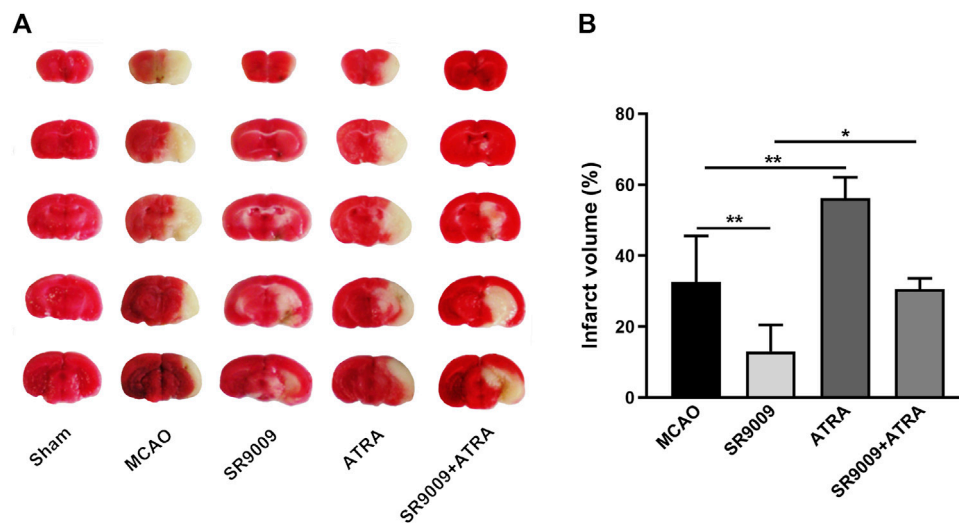 A
Sham
MCAO
SR9009
ATRA
SR9009+ATRA
B
Infarct volume (%)
80
60
40
20
0
**
**
*
MCAO
SR9009
ATRA
SR9009+ATRA